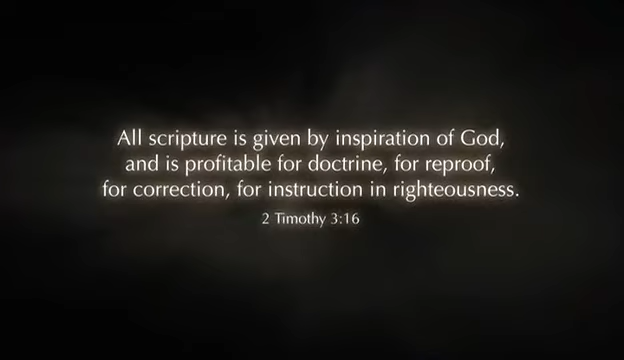 All scripture is given by inspiration of God,
and is profitable for doctrine, for reproof,
for correction, for instruction in righteousness.
2 Timothy 3:16